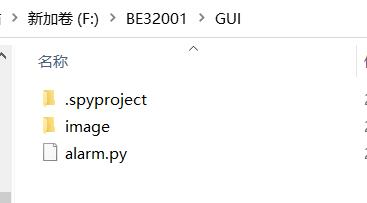 新加卷 (F:) > BE32001 > GUI
名称
.spyproject
image
alarm.py